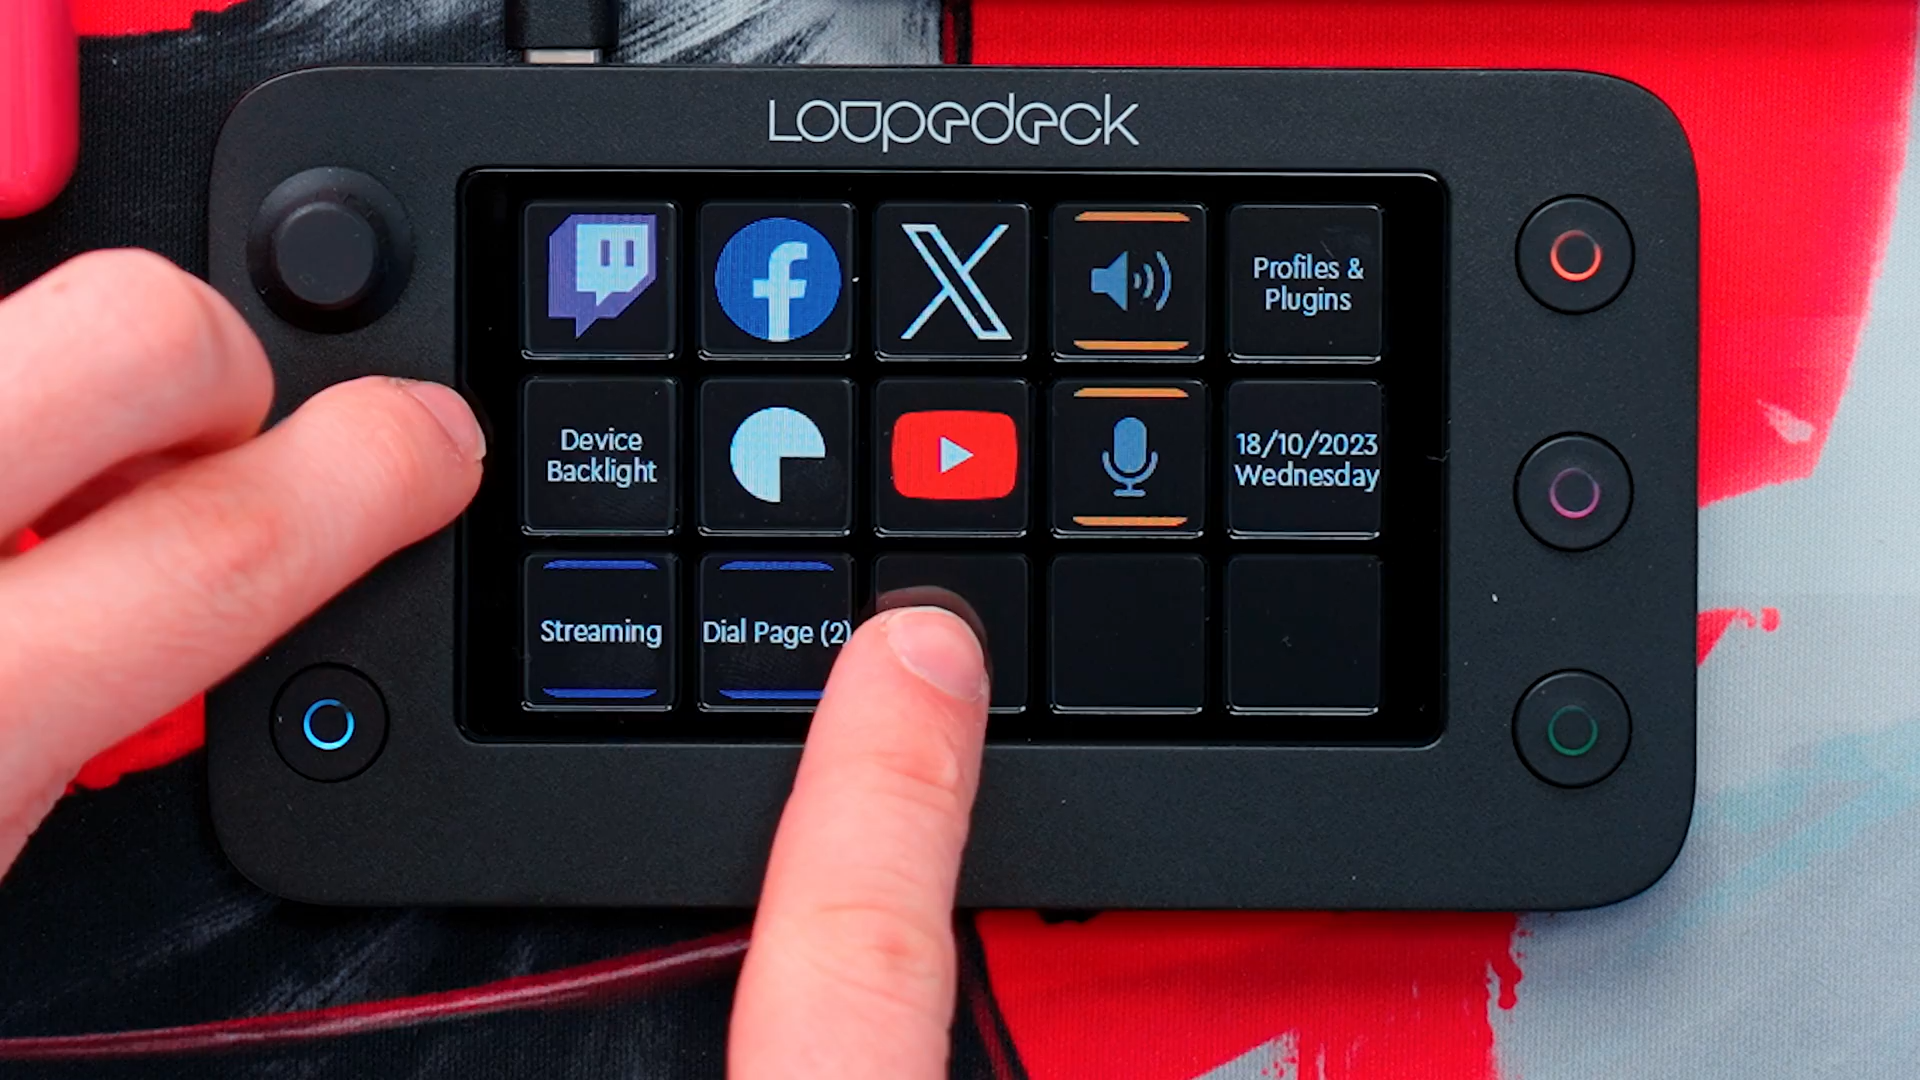 Loupedeck
Profiles &
Plugins
Device
Backlight
18/10/2023
Wednesday
Streaming
Dial Page (2)